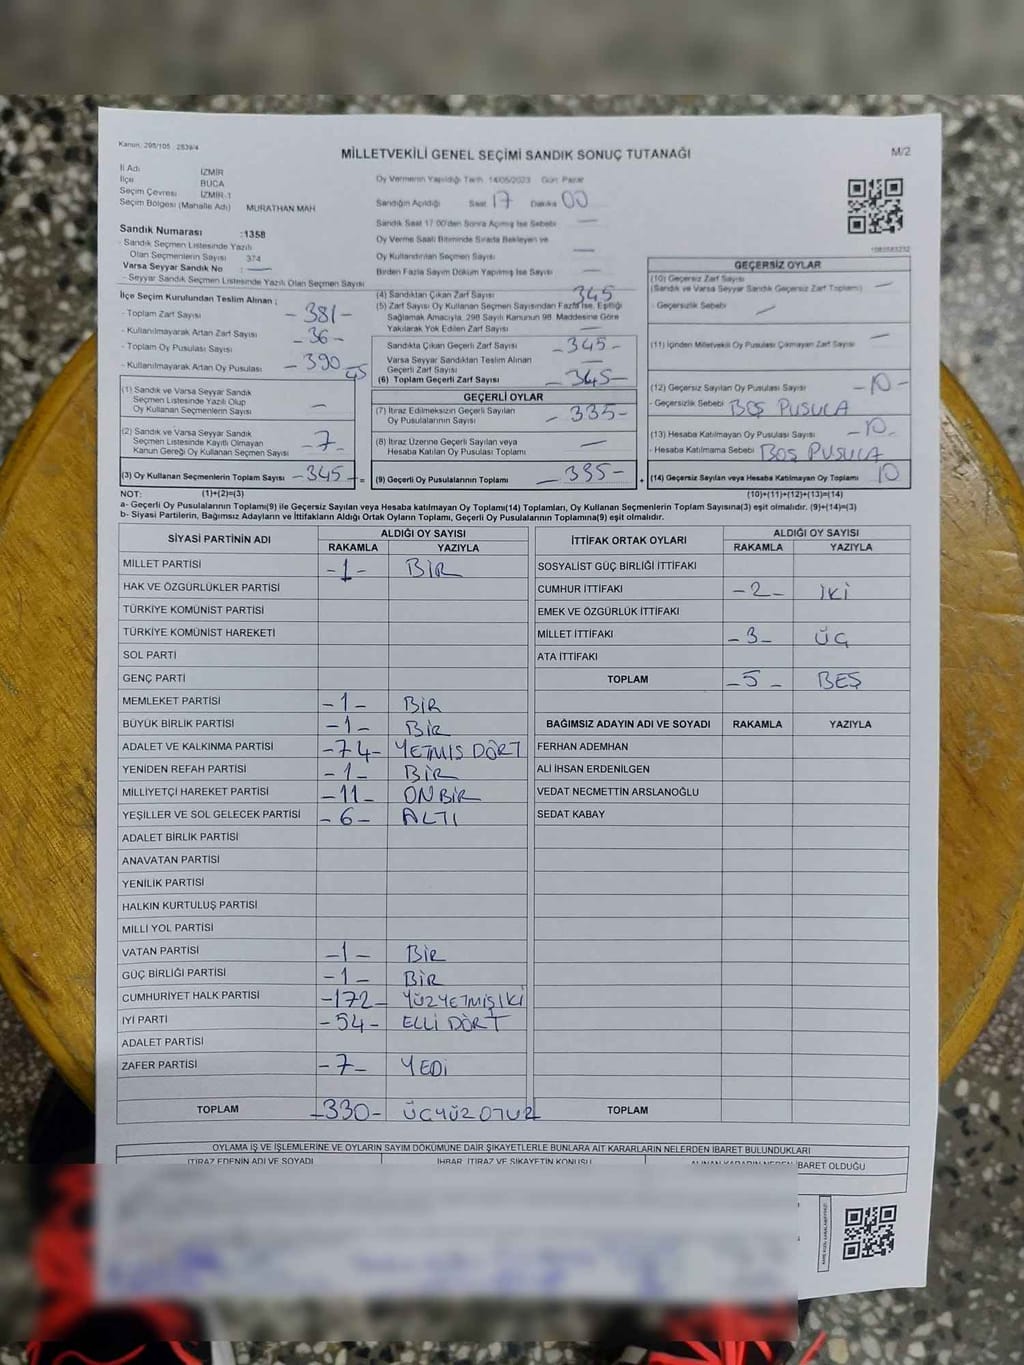 Kanun: 298/105 2839/4
MİLLETVEKİLİ GENEL SEÇİMİ SANDIK SONUÇ TUTANAĞI
M/2
İl Adı İZMİR
İlçe BUCA
Seçim Çevresi İZMİR-1
Seçim Bölgesi (Mahalle Adı) MURATHAN MAH
Oy Vermenin Yapıldığı Tarih: 14/05/2023 Gün: Pazar
Sandığın Açıldığı Saat 17 Dakika 00
Sandık Saat 17.00'den Sonra Açılmış İse Sebebi —
Oy Verme Saati Bitiminde Sırada Bekleyen ve
Oy Kullandırılan Seçmen Sayısı —
Birden Fazla Sayım Döküm Yapılmış İse Sayısı —
Sandık Numarası :1358
- Sandık Seçmen Listesinde Yazılı
Olan Seçmenlerin Sayısı 374
Varsa Seyyar Sandık No : —
- Seyyar Sandık Seçmen Listesinde Yazılı Olan Seçmen Sayısı
İlçe Seçim Kurulundan Teslim Alınan ;
- Toplam Zarf Sayısı - 381-
- Kullanılmayarak Artan Zarf Sayısı -36-
- Toplam Oy Pusulası Sayısı - 390
- Kullanılmayarak Artan Oy Pusulası 45
(1) Sandık ve Varsa Seyyar Sandık
Seçmen Listesinde Yazılı Olup
Oy Kullanan Seçmenlerin Sayısı —
(2) Sandık ve Varsa Seyyar Sandık
Seçmen Listesinde Kayıtlı Olmayan
Kanun Gereği Oy Kullanan Seçmen Sayısı -7-
(3) Oy Kullanan Seçmenlerin Toplam Sayısı -345-
(4) Sandıktan Çıkan Zarf Sayısı 345
(5) Zarf Sayısı Oy Kullanan Seçmen Sayısından Fazla İse, Eşitliği
Sağlamak Amacıyla, 298 Sayılı Kanunun 98. Maddesine Göre
Yakılarak Yok Edilen Zarf Sayısı —
Sandıkta Çıkan Geçerli Zarf Sayısı -345-
Varsa Seyyar Sandıktan Teslim Alınan
Geçerli Zarf Sayısı —
(6) Toplam Geçerli Zarf Sayısı -345-
GEÇERLİ OYLAR
(7) İtiraz Edilmeksizin Geçerli Sayılan
Oy Pusulalarının Sayısı - 335-
(8) İtiraz Üzerine Geçerli Sayılan veya
Hesaba Katılan Oy Pusulası Toplamı —
= (9) Geçerli Oy Pusulalarının Toplamı - 335-
GEÇERSİZ OYLAR
(10) Geçersiz Zarf Sayısı
(Sandık ve Varsa Seyyar Sandık Geçersiz Zarf Toplamı) —
- Geçersizlik Sebebi: —
(11) İçinden Milletvekili Oy Pusulası Çıkmayan Zarf Sayısı —
(12) Geçersiz Sayılan Oy Pusulası Sayısı -10-
- Geçersizlik Sebebi: BOŞ PUSULA
(13) Hesaba Katılmayan Oy Pusulası Sayısı -10-
- Hesaba Katılmama Sebebi BOŞ PUSULA
+ (14) Geçersiz Sayılan veya Hesaba Katılmayan Oy Toplamı 10
NOT: (1)+(2)=(3) (10)+(11)+(12)+(13)=(14)
a- Geçerli Oy Pusulalarının Toplamı(9) ile Geçersiz Sayılan veya Hesaba katılmayan Oy Toplamı(14) Toplamları, Oy Kullanan Seçmenlerin Toplam Sayısına(3) eşit olmalıdır. (9)+(14)=(3)
b- Siyasi Partilerin, Bağımsız Adayların ve İttifakların Aldığı Ortak Oyların Toplamı, Geçerli Oy Pusulalarının Toplamına(9) eşit olmalıdır.
SİYASİ PARTİNİN ADI ALDIĞI OY SAYISI
RAKAMLA YAZIYLA
MİLLET PARTİSİ -1- BİR
HAK VE ÖZGÜRLÜKLER PARTİSİ
TÜRKİYE KOMÜNİST PARTİSİ
TÜRKİYE KOMÜNİST HAREKETİ
SOL PARTİ
GENÇ PARTİ
MEMLEKET PARTİSİ -1- BİR
BÜYÜK BİRLİK PARTİSİ -1- BİR
ADALET VE KALKINMA PARTİSİ -74- YETMIŞ DÖRT
YENİDEN REFAH PARTİSİ -1- BİR
MİLLİYETÇİ HAREKET PARTİSİ -11- ONBİR
YEŞİLLER VE SOL GELECEK PARTİSİ -6- ALTI
ADALET BİRLİK PARTİSİ
ANAVATAN PARTİSİ
YENİLİK PARTİSİ
HALKIN KURTULUŞ PARTİSİ
MİLLİ YOL PARTİSİ
VATAN PARTİSİ -1- BİR
GÜÇ BİRLİĞİ PARTİSİ -1- BİR
CUMHURİYET HALK PARTİSİ -172- YÜZYETMİŞİKİ
İYİ PARTİ -54- ELLİ DÖRT
ADALET PARTİSİ
ZAFER PARTİSİ -7- YEDİ
TOPLAM -330- ÜÇYÜZ OTUZ
İTTİFAK ORTAK OYLARI ALDIĞI OY SAYISI
RAKAMLA YAZIYLA
SOSYALİST GÜÇ BİRLİĞİ İTTİFAKI
CUMHUR İTTİFAKI -2- İKİ
EMEK VE ÖZGÜRLÜK İTTİFAKI
MİLLET İTTİFAKI -3- ÜÇ
ATA İTTİFAKI
TOPLAM -5- BEŞ
BAĞIMSIZ ADAYIN ADI VE SOYADI RAKAMLA YAZIYLA
FERHAN ADEMHAN
ALİ İHSAN ERDENİLGEN
VEDAT NECMETTİN ARSLANOĞLU
SEDAT KABAY
TOPLAM
OYLAMA İŞ VE İŞLEMLERİNE VE OYLARIN SAYIM DÖKÜMÜNE DAİR ŞİKAYETLERLE BUNLARA AİT KARARLARIN NELERDEN İBARET BULUNDUKLARI
İTİRAZ EDENİN ADI VE SOYADI İHBAR, İTİRAZ VE ŞİKAYETİN KONUSU ALINAN KARARIN NEDEN İBARET OLDUĞU